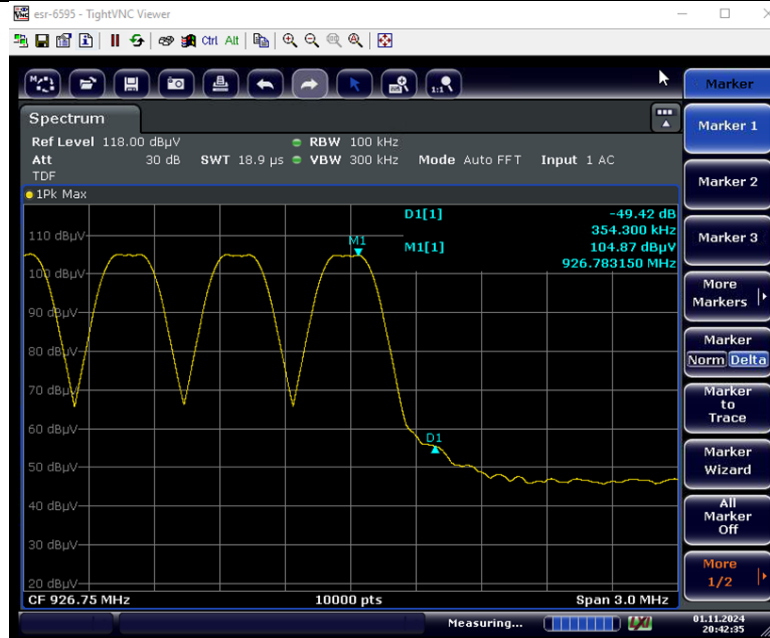 esr-6595 - TightVNC Viewer
Ctrl Alt
Marker
Spectrum
Ref Level 118.00 dBµV RBW 100 kHz
Att 30 dB SWT 18.9 µs VBW 300 kHz Mode Auto FFT Input 1 AC
TDF
1Pk Max
D1[1] -49.42 dB
354.300 kHz
M1[1] 104.87 dBµV
926.783150 MHz
M1
D1
110 dBµV
100 dBµV
90 dBµV
80 dBµV
70 dBµV
60 dBµV
50 dBµV
40 dBµV
30 dBµV
20 dBµV
CF 926.75 MHz 10000 pts Span 3.0 MHz
Measuring...
01.11.2024
20:42:35
Marker 1
Marker 2
Marker 3
More
Markers
Marker
Norm Delta
Marker
to
Trace
Marker
Wizard
All
Marker
Off
More
1/2
1:1